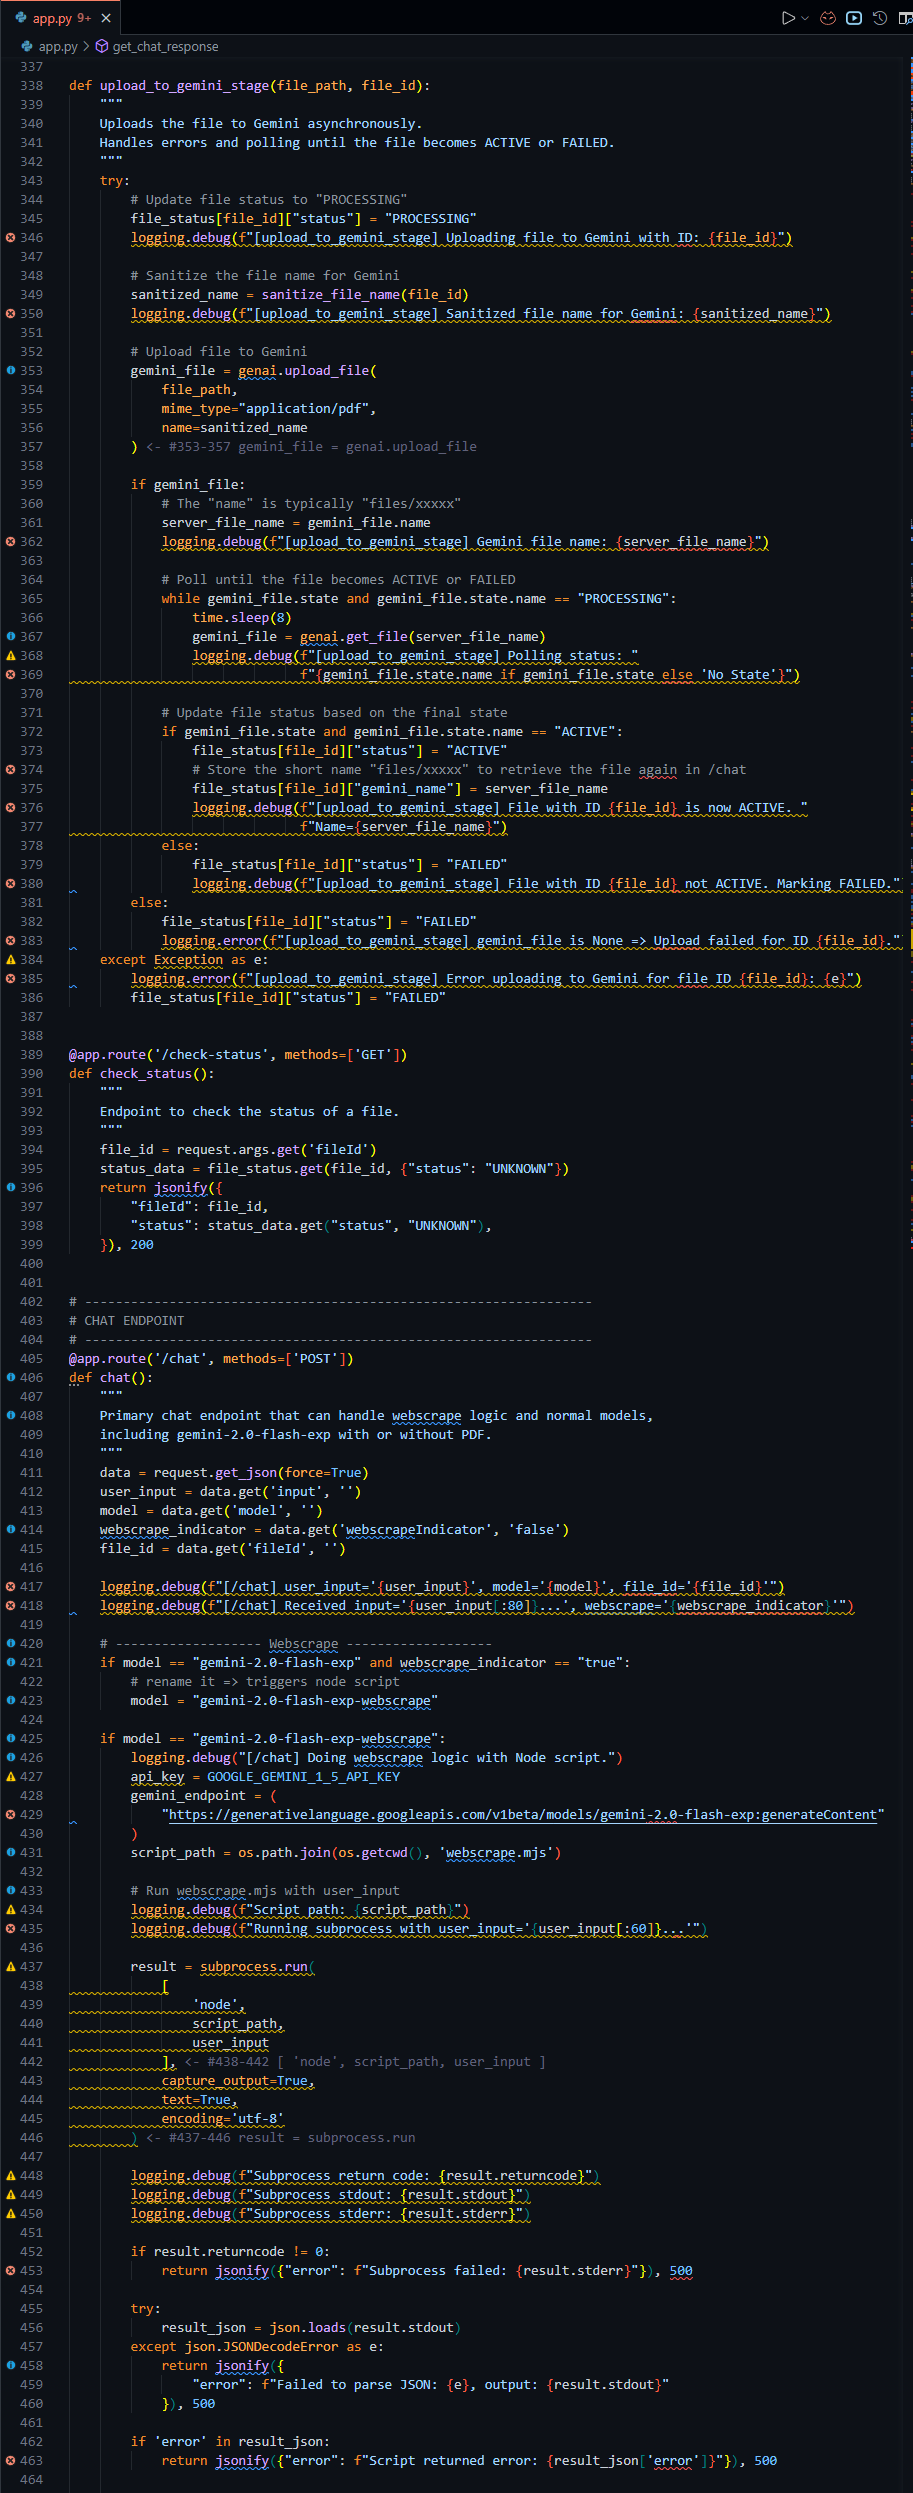 app.py 9+
app.py > get_chat_response
337
338 def upload_to_gemini_stage(file_path, file_id):
339     """
340     Uploads the file to Gemini asynchronously.
341     Handles errors and polling until the file becomes ACTIVE or FAILED.
342     """
343     try:
344         # Update file status to "PROCESSING"
345         file_status[file_id]["status"] = "PROCESSING"
346         logging.debug(f"[upload_to_gemini_stage] Uploading file to Gemini with ID: {file_id}")
347
348         # Sanitize the file name for Gemini
349         sanitized_name = sanitize_file_name(file_id)
350         logging.debug(f"[upload_to_gemini_stage] Sanitized file name for Gemini: {sanitized_name}")
351
352         # Upload file to Gemini
353         gemini_file = genai.upload_file(
354             file_path,
355             mime_type="application/pdf",
356             name=sanitized_name
357         ) <- #353-357 gemini_file = genai.upload_file
358
359         if gemini_file:
360             # The "name" is typically "files/xxxxx"
361             server_file_name = gemini_file.name
362             logging.debug(f"[upload_to_gemini_stage] Gemini file name: {server_file_name}")
363
364             # Poll until the file becomes ACTIVE or FAILED
365             while gemini_file.state and gemini_file.state.name == "PROCESSING":
366                 time.sleep(8)
367                 gemini_file = genai.get_file(server_file_name)
368                 logging.debug(f"[upload_to_gemini_stage] Polling status: "
369                               f"{gemini_file.state.name if gemini_file.state else 'No State'}")
370
371             # Update file status based on the final state
372             if gemini_file.state and gemini_file.state.name == "ACTIVE":
373                 file_status[file_id]["status"] = "ACTIVE"
374                 # Store the short name "files/xxxxx" to retrieve the file again in /chat
375                 file_status[file_id]["gemini_name"] = server_file_name
376                 logging.debug(f"[upload_to_gemini_stage] File with ID {file_id} is now ACTIVE. "
377                               f"Name={server_file_name}")
378             else:
379                 file_status[file_id]["status"] = "FAILED"
380                 logging.debug(f"[upload_to_gemini_stage] File with ID {file_id} not ACTIVE. Marking FAILED.")
381         else:
382             file_status[file_id]["status"] = "FAILED"
383             logging.error(f"[upload_to_gemini_stage] gemini_file is None => Upload failed for ID {file_id}.")
384     except Exception as e:
385         logging.error(f"[upload_to_gemini_stage] Error uploading to Gemini for file ID {file_id}: {e}")
386         file_status[file_id]["status"] = "FAILED"
387
388
389 @app.route('/check-status', methods=['GET'])
390 def check_status():
391     """
392     Endpoint to check the status of a file.
393     """
394     file_id = request.args.get('fileId')
395     status_data = file_status.get(file_id, {"status": "UNKNOWN"})
396     return jsonify({
397         "fileId": file_id,
398         "status": status_data.get("status", "UNKNOWN"),
399     }), 200
400
401
402 # ------------------------------------------------------------------
403 # CHAT ENDPOINT
404 # ------------------------------------------------------------------
405 @app.route('/chat', methods=['POST'])
406 def chat():
407     """
408     Primary chat endpoint that can handle webscrape logic and normal models,
409     including gemini-2.0-flash-exp with or without PDF.
410     """
411     data = request.get_json(force=True)
412     user_input = data.get('input', '')
413     model = data.get('model', '')
414     webscrape_indicator = data.get('webscrapeIndicator', 'false')
415     file_id = data.get('fileId', '')
416
417     logging.debug(f"[/chat] user_input='{user_input}', model='{model}', file_id='{file_id}'")
418     logging.debug(f"[/chat] Received input='{user_input[:80]}...', webscrape='{webscrape_indicator}'")
419
420     # ------------------- Webscrape -------------------
421     if model == "gemini-2.0-flash-exp" and webscrape_indicator == "true":
422         # rename it => triggers node script
423         model = "gemini-2.0-flash-exp-webscrape"
424
425     if model == "gemini-2.0-flash-exp-webscrape":
426         logging.debug("[/chat] Doing webscrape logic with Node script.")
427         api_key = GOOGLE_GEMINI_1_5_API_KEY
428         gemini_endpoint = (
429             "https://generativelanguage.googleapis.com/v1beta/models/gemini-2.0-flash-exp:generateContent"
430         )
431         script_path = os.path.join(os.getcwd(), 'webscrape.mjs')
432
433         # Run webscrape.mjs with user_input
434         logging.debug(f"Script path: {script_path}")
435         logging.debug(f"Running subprocess with user_input='{user_input[:60]}...'")
436
437         result = subprocess.run(
438             [
439                 'node',
440                 script_path,
441                 user_input
442             ], <- #438-442 [ 'node', script_path, user_input ]
443             capture_output=True,
444             text=True,
445             encoding='utf-8'
446         ) <- #437-446 result = subprocess.run
447
448         logging.debug(f"Subprocess return code: {result.returncode}")
449         logging.debug(f"Subprocess stdout: {result.stdout}")
450         logging.debug(f"Subprocess stderr: {result.stderr}")
451
452         if result.returncode != 0:
453             return jsonify({"error": f"Subprocess failed: {result.stderr}"}), 500
454
455         try:
456             result_json = json.loads(result.stdout)
457         except json.JSONDecodeError as e:
458             return jsonify({
459                 "error": f"Failed to parse JSON: {e}, output: {result.stdout}"
460             }), 500
461
462         if 'error' in result_json:
463             return jsonify({"error": f"Script returned error: {result_json['error']}"}), 500
464